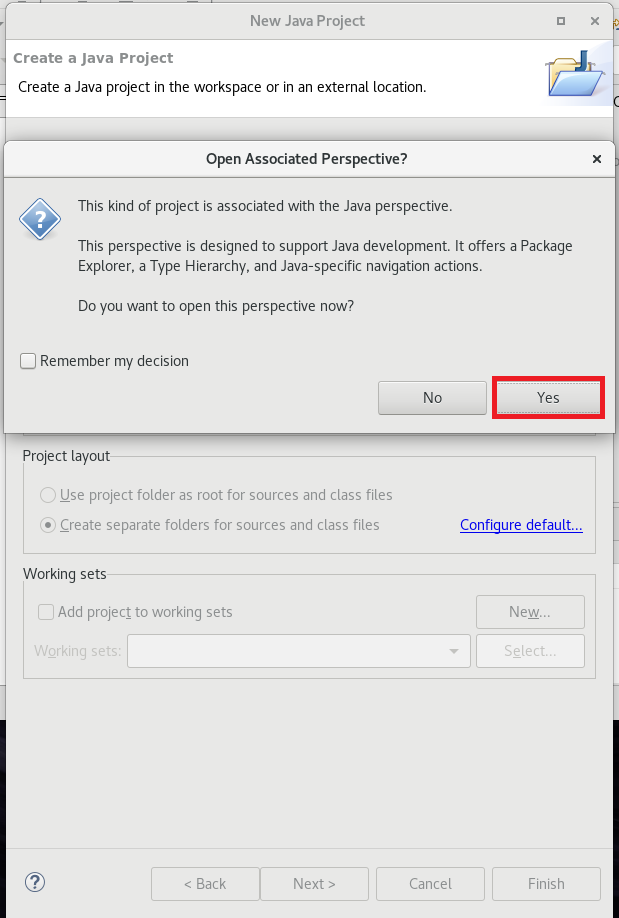 New Java Project
Create a Java Project
Create a Java project in the workspace or in an external location.
Open Associated Perspective?
This kind of project is associated with the Java perspective.
This perspective is designed to support Java development. It offers a Package
Explorer, a Type Hierarchy, and Java-specific navigation actions.
Do you want to open this perspective now?
Remember my decision
No
Yes
Project layout
Use project folder as root for sources and class files
Create separate folders for sources and class files
Configure default...
Working sets
Add project to working sets
New...
Working sets:
Select...
< Back
Next >
Cancel
Finish